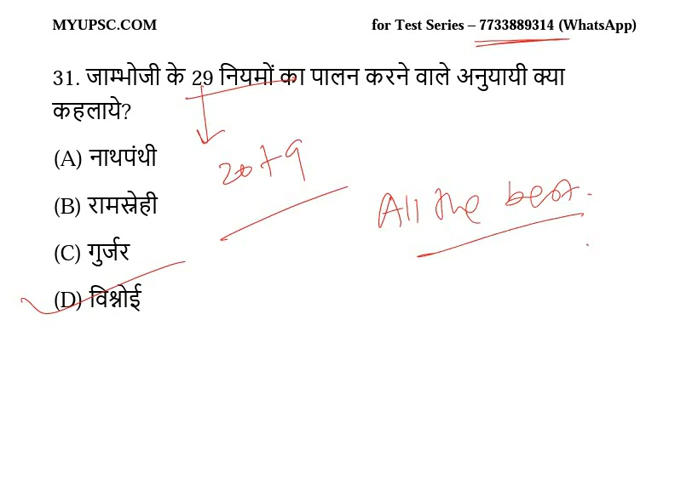 MYUPSC.COM for Test Series – 7733889314 (WhatsApp)
31. जाम्भोजी के 29 नियमों का पालन करने वाले अनुयायी क्या
कहलाये?
(A) नाथपंथी
20+9
(B) रामस्नेही
All the best.
(C) गुर्जर
(D) विश्नोई